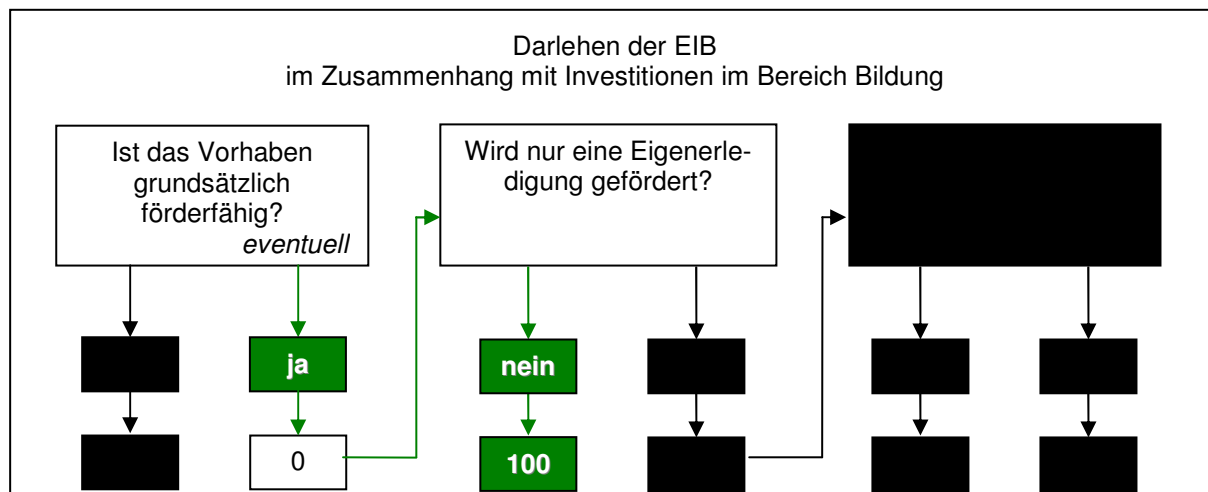 Darlehen der EIB
im Zusammenhang mit Investitionen im Bereich Bildung
Ist das Vorhaben
grundsätzlich
förderfähig?
eventuell
Wird nur eine Eigenerle-
digung gefördert?
ja
nein
0
100